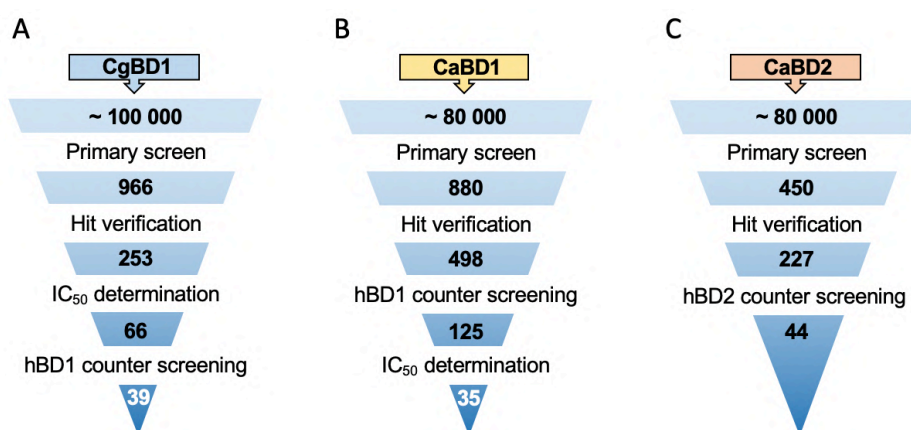 A
CgBD1
~ 100 000
Primary screen
966
Hit verification
253
IC₅₀ determination
66
hBD1 counter screening
39
B
CaBD1
~ 80 000
Primary screen
880
Hit verification
498
hBD1 counter screening
125
IC₅₀ determination
35
C
CaBD2
~ 80 000
Primary screen
450
Hit verification
227
hBD2 counter screening
44